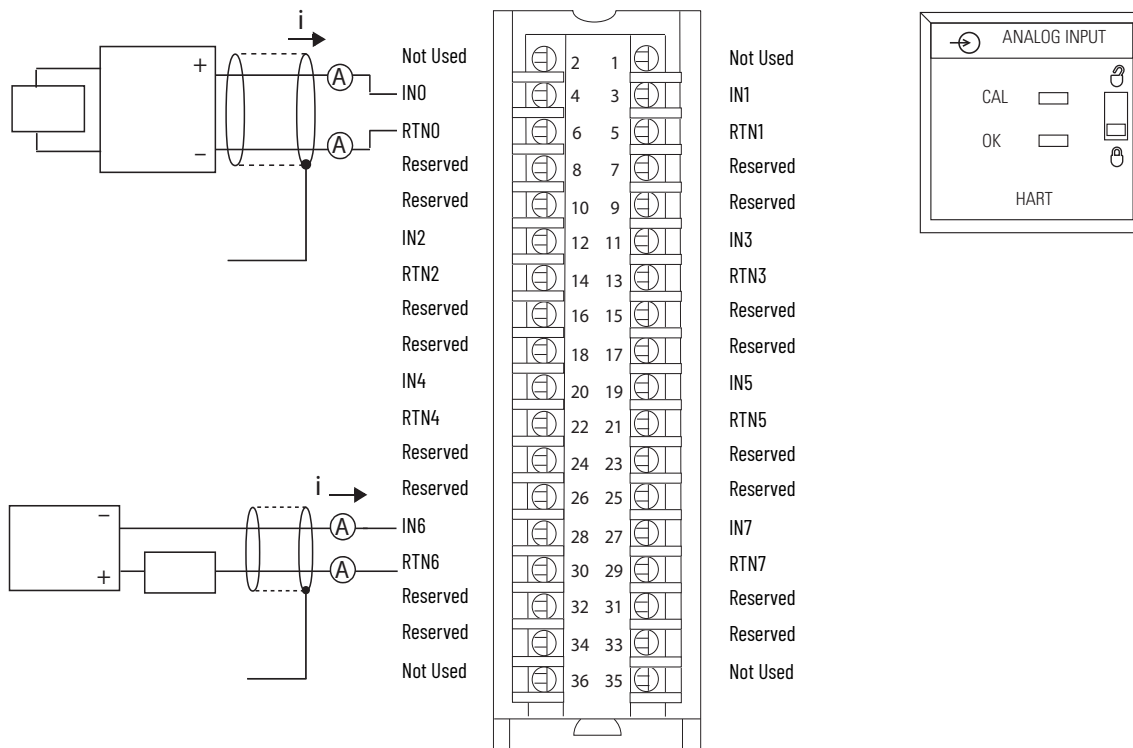 i
+
A
−
A
Not Used 2 1 Not Used
IN0 4 3 IN1
RTN0 6 5 RTN1
Reserved 8 7 Reserved
Reserved 10 9 Reserved
IN2 12 11 IN3
RTN2 14 13 RTN3
Reserved 16 15 Reserved
Reserved 18 17 Reserved
IN4 20 19 IN5
RTN4 22 21 RTN5
Reserved 24 23 Reserved
Reserved 26 25 Reserved
IN6 28 27 IN7
RTN6 30 29 RTN7
Reserved 32 31 Reserved
Reserved 34 33 Reserved
Not Used 36 35 Not Used
i
−
A
+
A
ANALOG INPUT
CAL
OK
HART